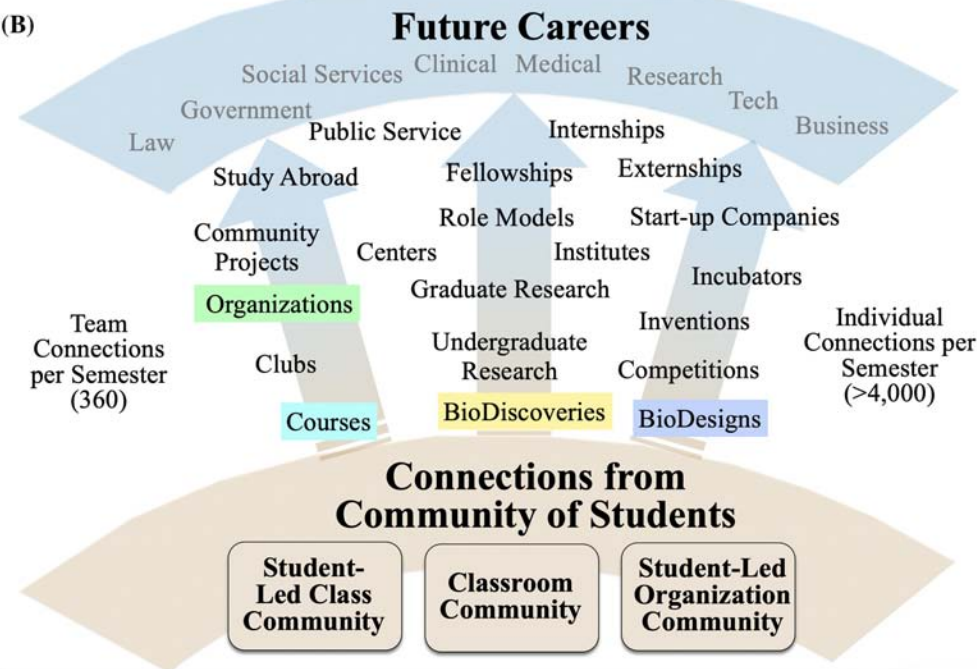 (B)
Future Careers
Social Services
Clinical
Medical
Research
Government
Tech
Law
Business
Public Service
Internships
Study Abroad
Fellowships
Externships
Role Models
Start-up Companies
Community
Projects
Centers
Institutes
Graduate Research
Incubators
Organizations
Team
Connections
per Semester
(360)
Inventions
Individual
Connections per
Semester
(>4,000)
Clubs
Undergraduate
Research
Competitions
Courses
BioDiscoveries
BioDesigns
Connections from
Community of Students
Student-
Led Class
Community
Classroom
Community
Student-Led
Organization
Community